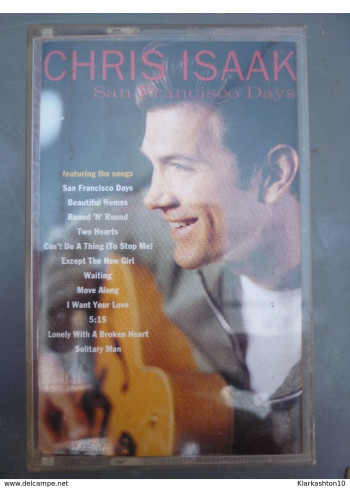 CHRIS ISAAK
San Francisco Days
featuring the songs
San Francisco Days
Beautiful Homes
Round 'N' Round
Two Hearts
Can't Do A Thing (To Stop Me)
Except The New Girl
Waiting
Move Along
I Want Your Love
5:15
Lonely With A Broken Heart
Solitary Man
www.delcampe.net
Klarkashton10